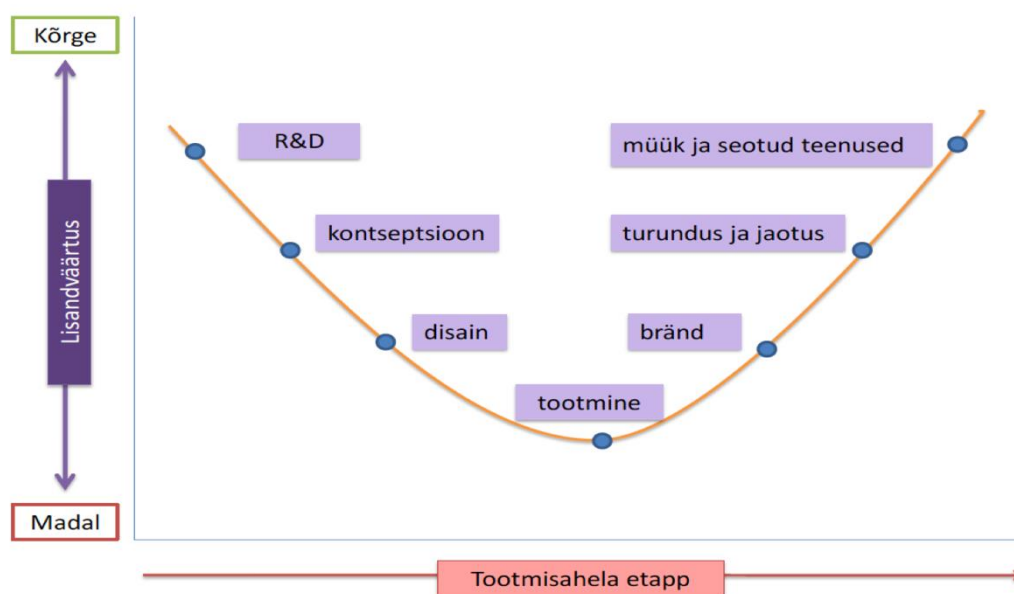 Kõrge
R&D
müük ja seotud teenused
kontseptsioon
turundus ja jaotus
Lisandväärtus
disain
bränd
tootmine
Madal
Tootmisahela etapp